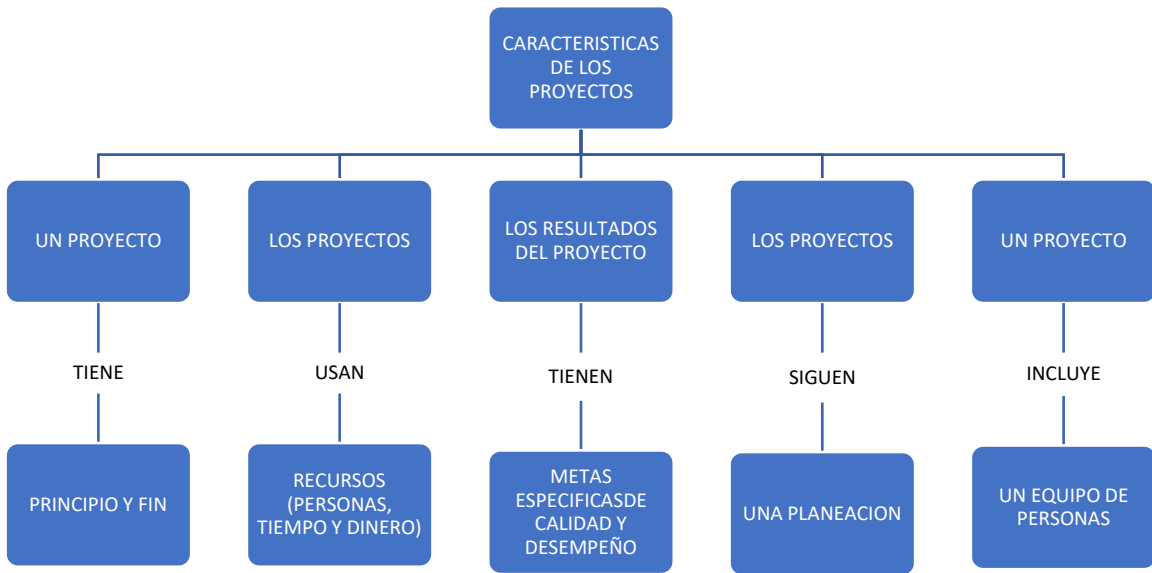 CARACTERISTICAS
DE LOS
PROYECTOS
UN PROYECTO
LOS PROYECTOS
LOS RESULTADOS
DEL PROYECTO
LOS PROYECTOS
UN PROYECTO
TIENE
USAN
TIENEN
SIGUEN
INCLUYE
PRINCIPIO Y FIN
RECURSOS
(PERSONAS,
TIEMPO Y DINERO)
METAS
ESPECIFICASDE
CALIDAD Y
DESEMPEÑO
UNA PLANEACION
UN EQUIPO DE
PERSONAS